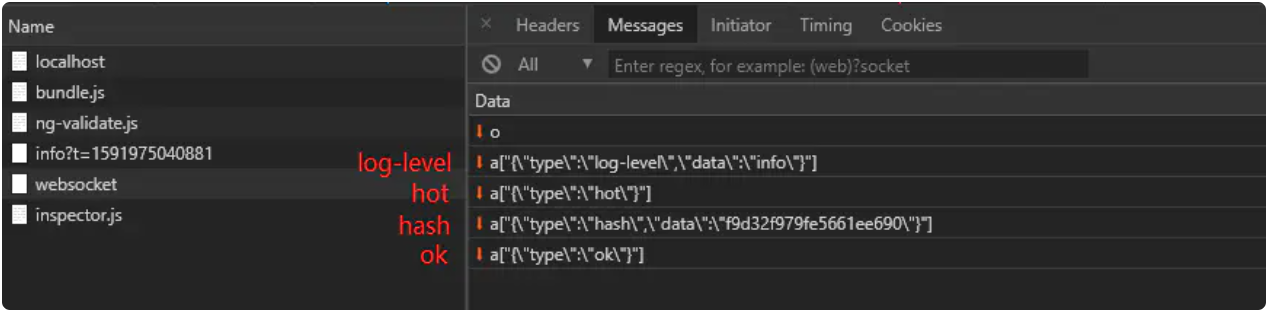 Name
localhost
bundle.js
ng-validate.js
info?t=1591975040881
websocket
inspector.js
log-level
hot
hash
ok
× Headers Messages Initiator Timing Cookies
All ▼ Enter regex, for example: (web)?socket
Data
o
a["{\"type\":\"log-level\",\"data\":\"info\"}"]
a["{\"type\":\"hot\"}"]
a["{\"type\":\"hash\",\"data\":\"f9d32f979fe5661ee690\"}"]
a["{\"type\":\"ok\"}"]